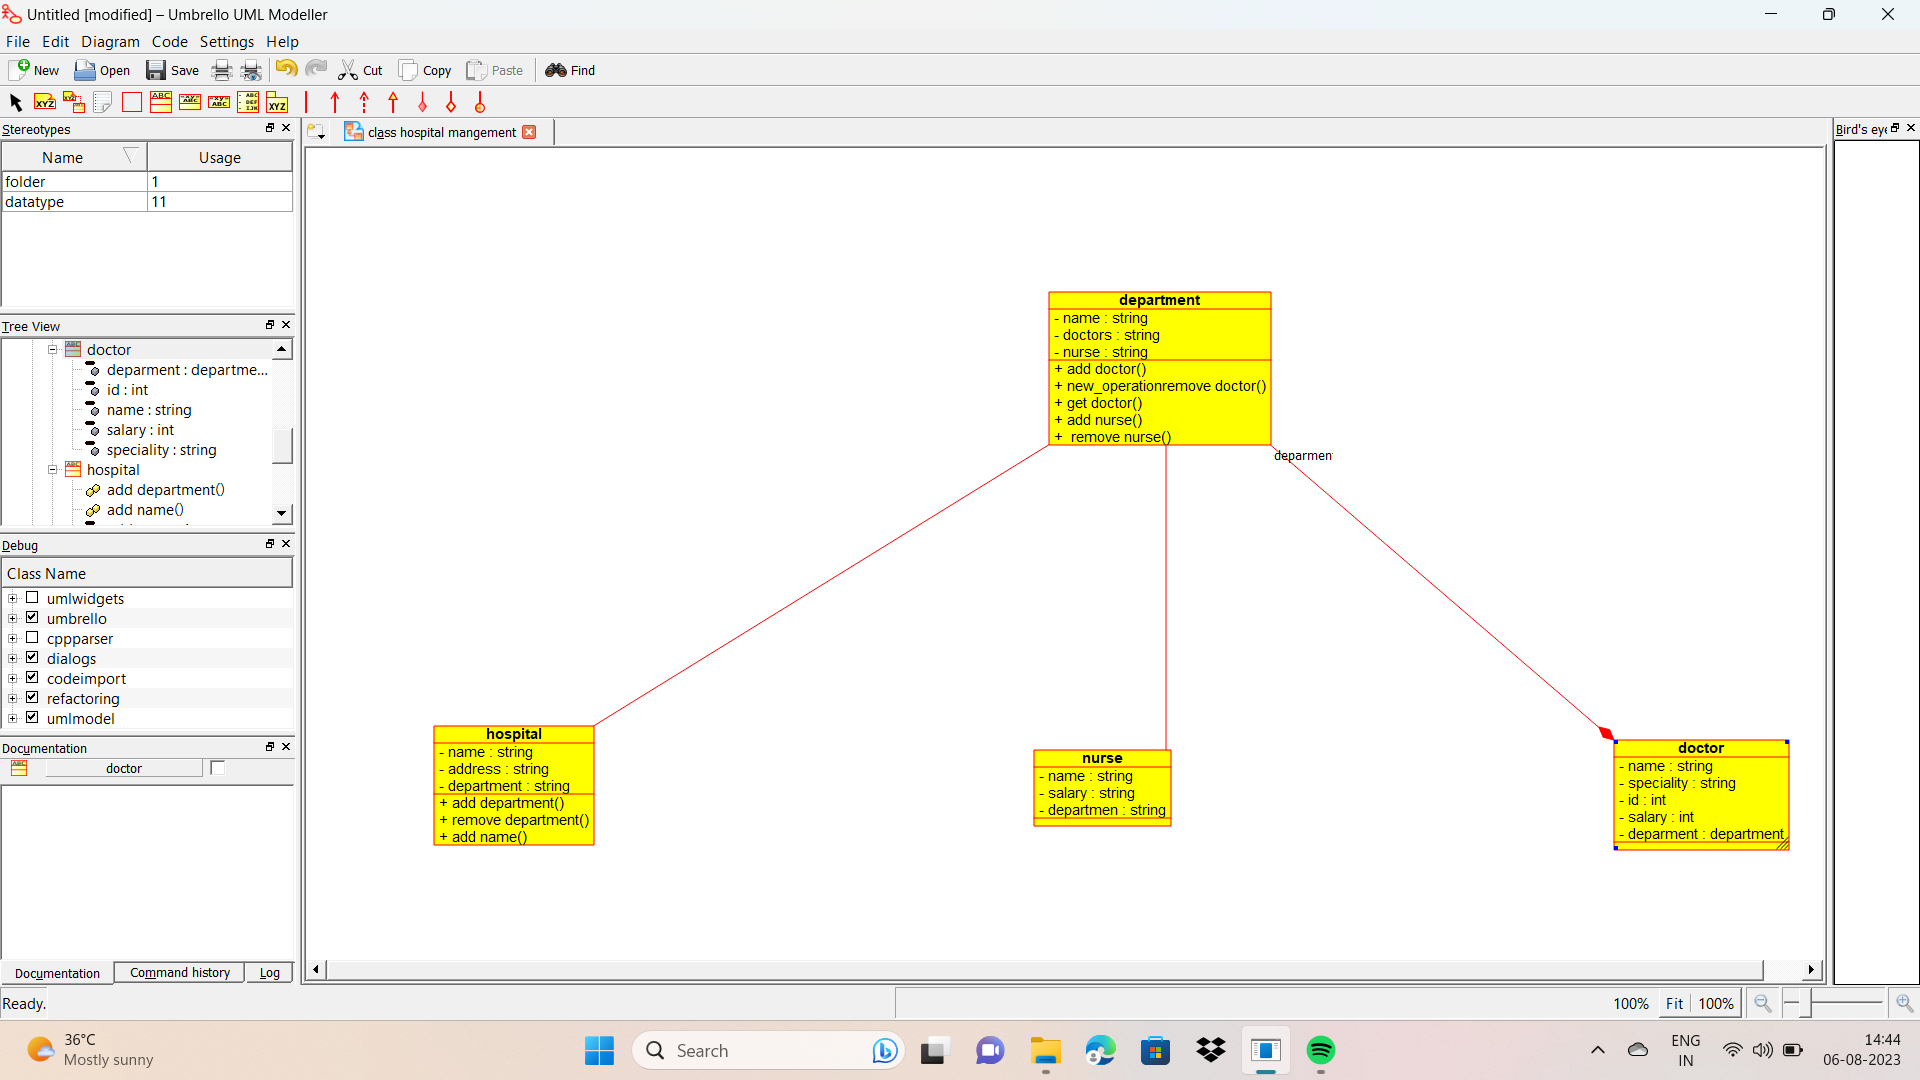 Untitled [modified] – Umbrello UML Modeller
File Edit Diagram Code Settings Help
New Open Save Cut Copy Paste Find
Stereotypes
class hospital mangement
Bird's eye
Name Usage
folder 1
datatype 11
Tree View
doctor
deparment : departme...
id : int
name : string
salary : int
speciality : string
hospital
add department()
add name()
Debug
Class Name
umlwidgets
umbrello
cppparser
dialogs
codeimport
refactoring
umlmodel
Documentation
doctor
Documentation Command history Log
department
- name : string
- doctors : string
- nurse : string
+ add doctor()
+ new_operationremove doctor()
+ get doctor()
+ add nurse()
+ remove nurse()
deparment
hospital
- name : string
- address : string
- department : string
+ add department()
+ remove department()
+ add name()
nurse
- name : string
- salary : string
- departmen : string
doctor
- name : string
- speciality : string
- id : int
- salary : int
- deparment : department
Ready.
100% Fit 100%
36°C
Mostly sunny
Search
ENG
IN
14:44
06-08-2023